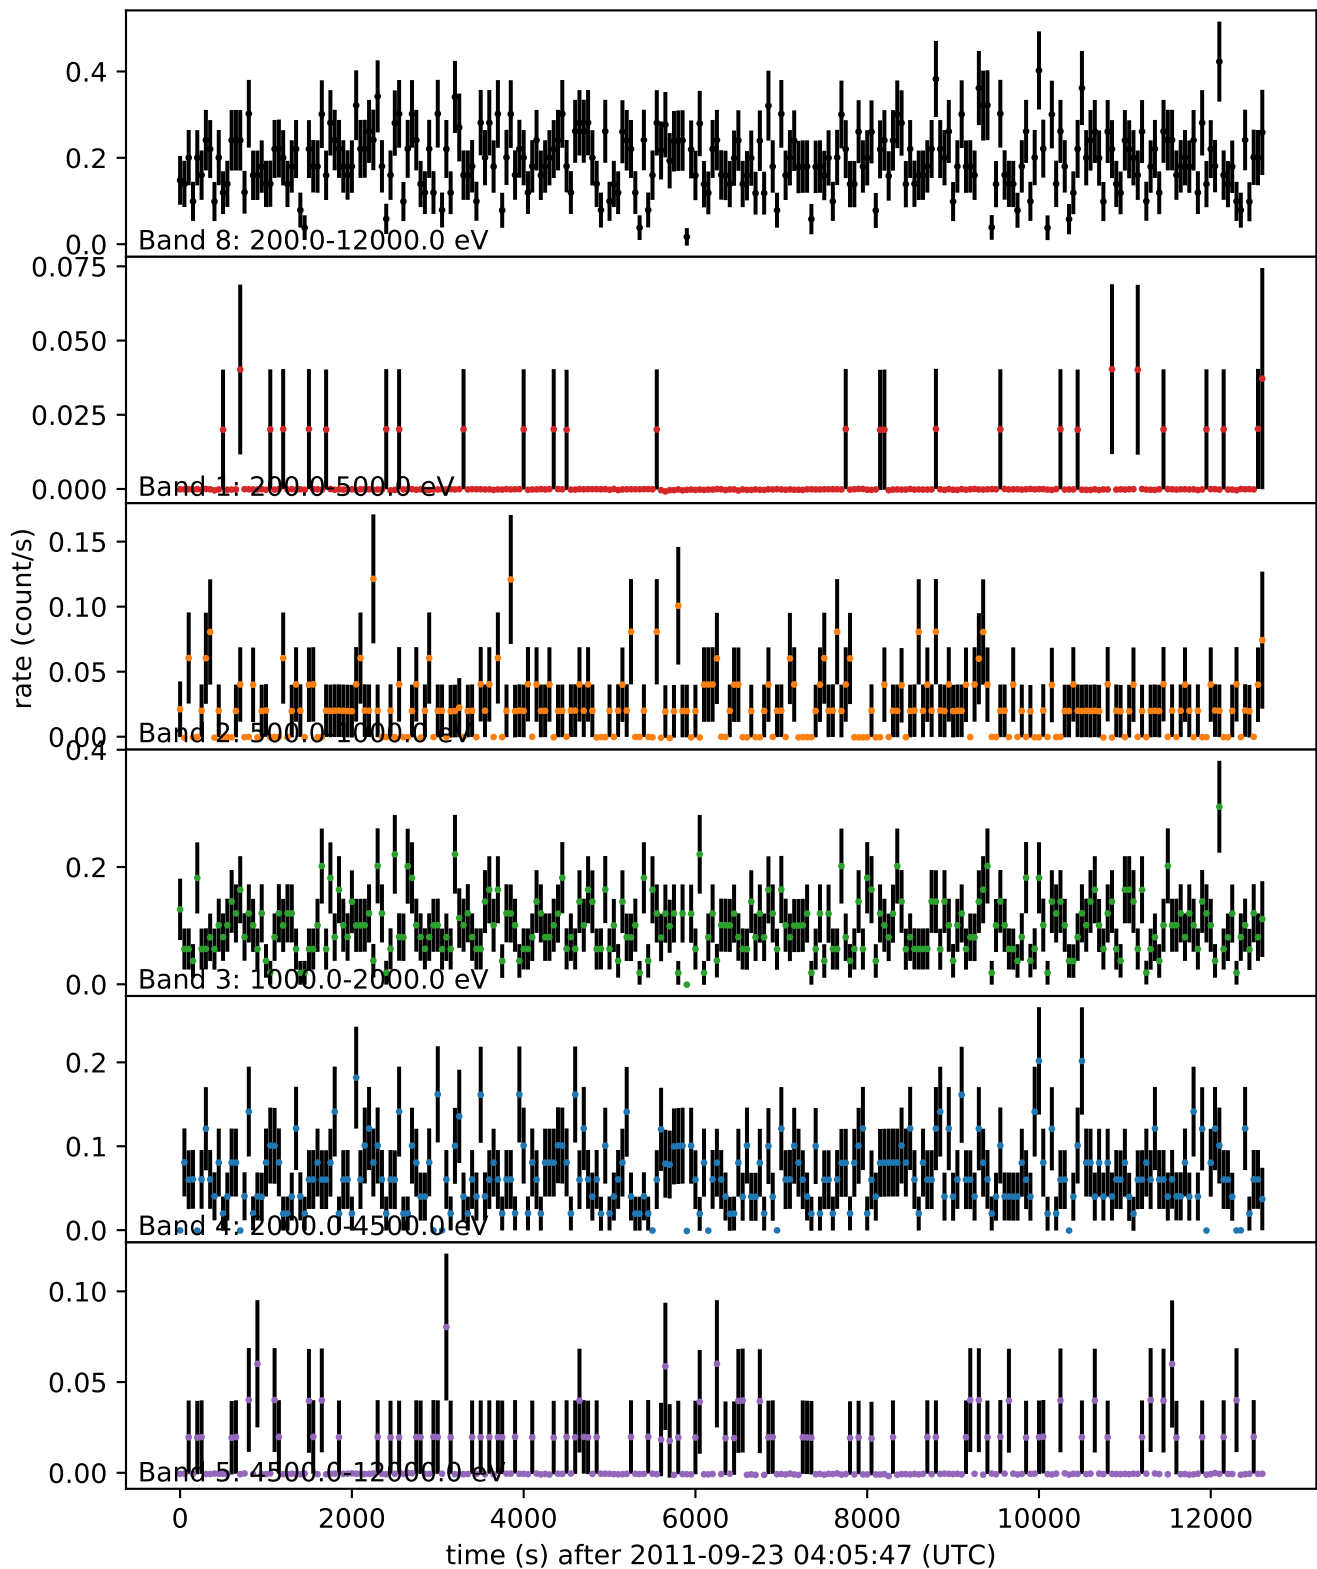 0.4
0.2
0.0
Band 8: 200.0-12000.0 eV
0.075
0.050
0.025
0.000
Band 1: 200.0-500.0 eV
rate (count/s)
0.15
0.10
0.05
0.00
Band 2: 500.0-1000.0 eV
0.4
0.2
0.0
Band 3: 1000.0-2000.0 eV
0.2
0.1
0.0
Band 4: 2000.0-4500.0 eV
0.10
0.05
0.00
Band 5: 4500.0-12000.0 eV
0 2000 4000 6000 8000 10000 12000
time (s) after 2011-09-23 04:05:47 (UTC)